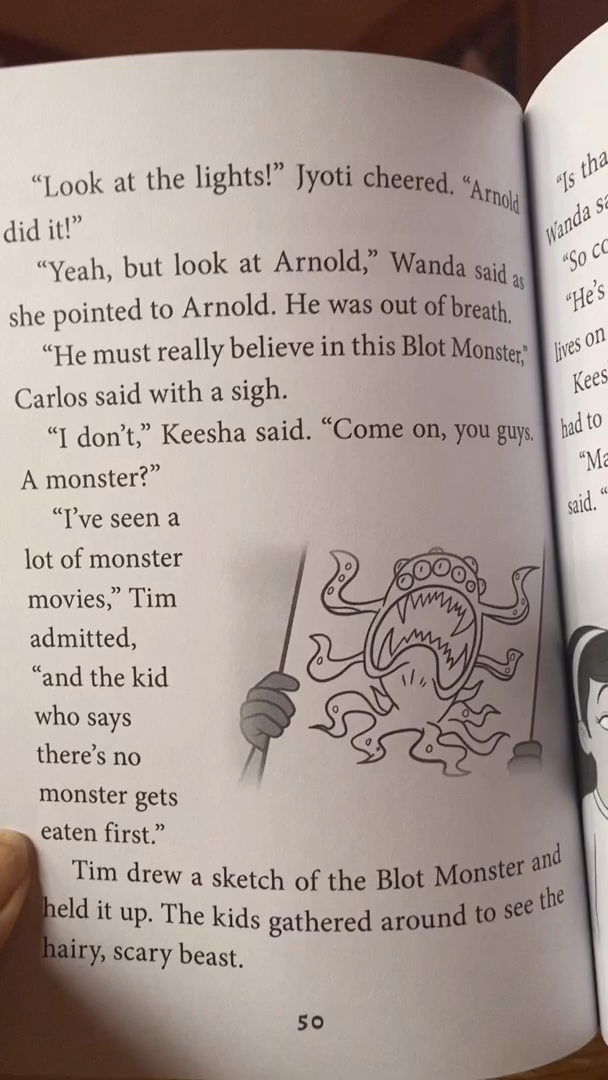 “Look at the lights!” Jyoti cheered. “Arnold
did it!”
“Yeah, but look at Arnold,” Wanda said as
she pointed to Arnold. He was out of breath.
“He must really believe in this Blot Monster,”
Carlos said with a sigh.
“I don’t,” Keesha said. “Come on, you guys.
A monster?”
“I’ve seen a
lot of monster
movies,” Tim
admitted,
“and the kid
who says
there’s no
monster gets
eaten first.”
Tim drew a sketch of the Blot Monster and
held it up. The kids gathered around to see the
hairy, scary beast.
50
“Is
Wanda
“So
“He’s
lives on
had to
said. “